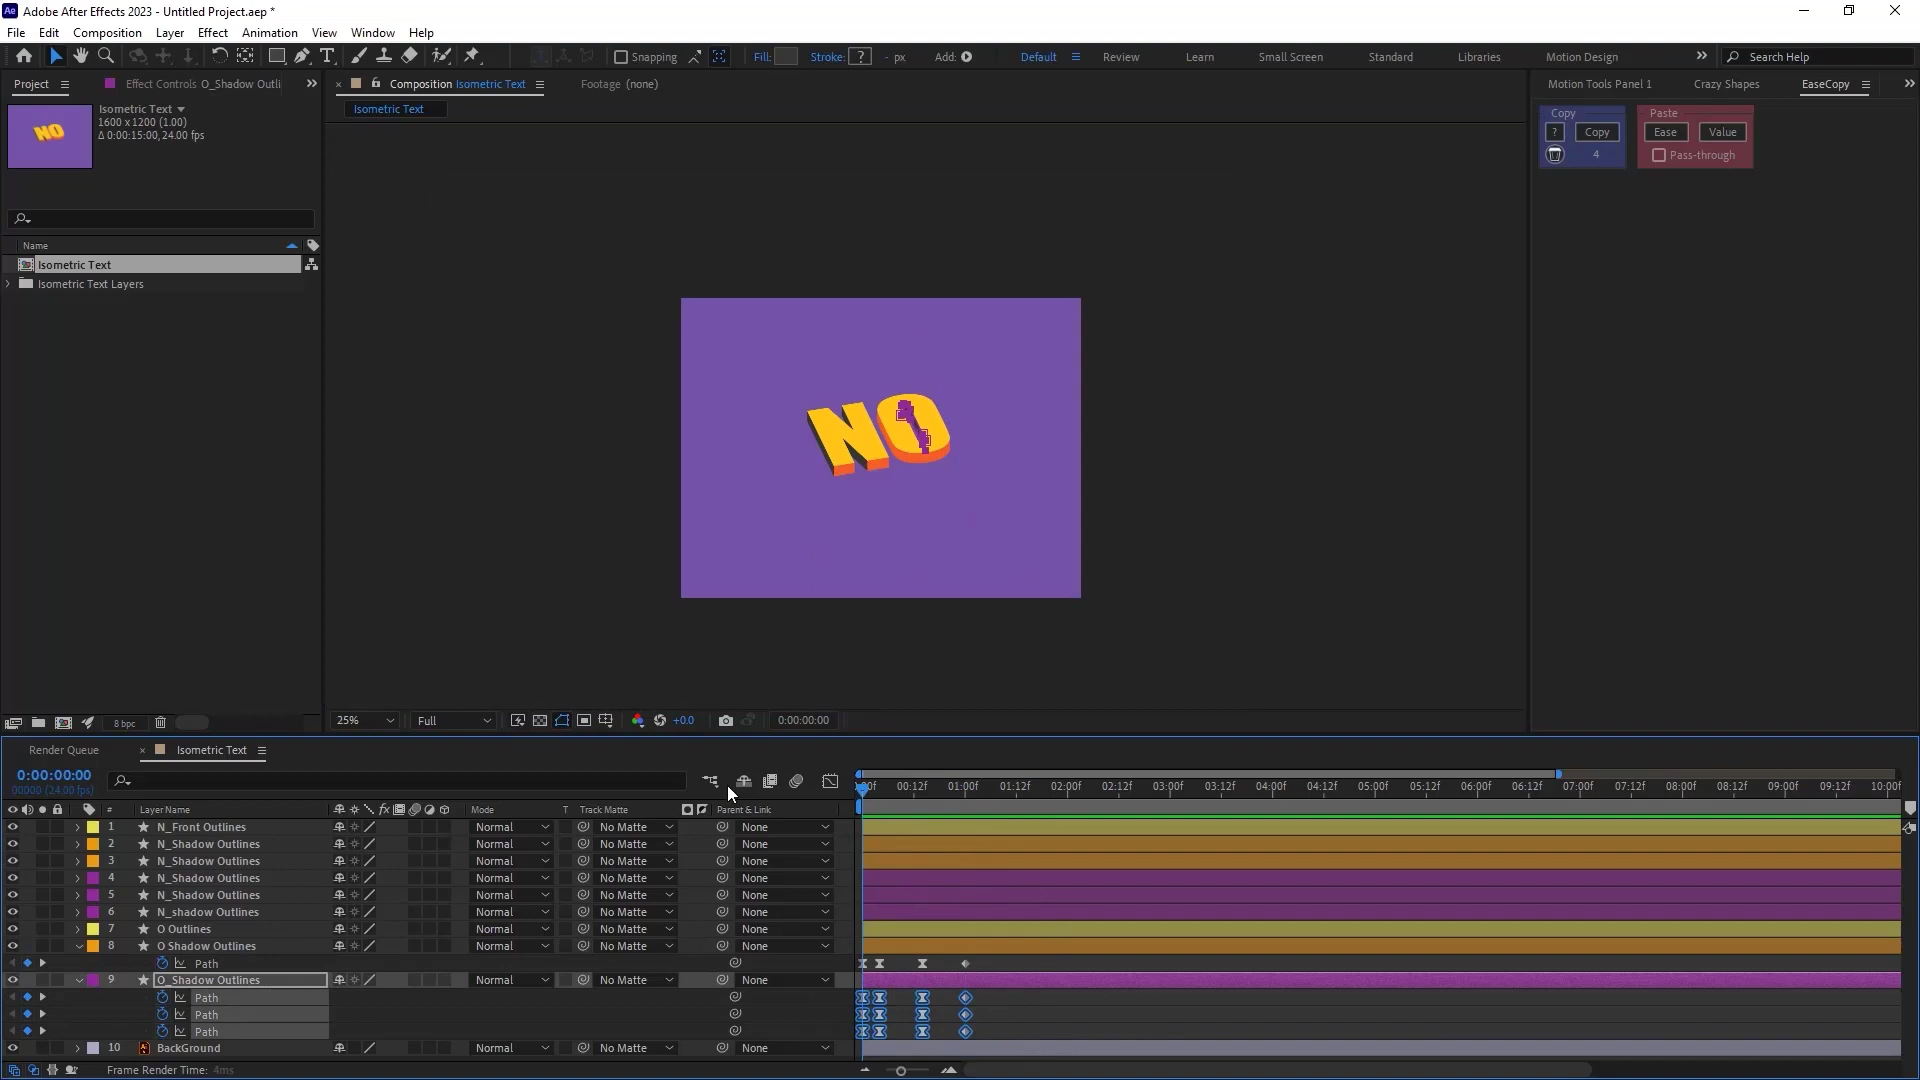 Adobe After Effects 2023 - Untitled Project.aep *
File Edit Composition Layer Effect Animation View Window Help
Snapping Fill: Stroke: ? - px Add: Default Review Learn Small Screen Standard Libraries Motion Design Search Help
Project Effect Controls O_Shadow Outli Composition Isometric Text Footage (none) Motion Tools Panel 1 Crazy Shapes EaseCopy
Isometric Text
1600 x 1200 (1.00)
Δ 0:00:15:00, 24.00 fps
Isometric Text
Copy Paste
? Copy Ease Value
4 Pass-through
Name
Isometric Text
Isometric Text Layers
NO
8 bpc 25% Full +0.0 0:00:00:00
Render Queue Isometric Text
0:00:00:00
00000 (24.00 fps)
00f 00:12f 01:00f 01:12f 02:00f 02:12f 03:00f 03:12f 04:00f 04:12f 05:00f 05:12f 06:00f 06:12f 07:00f 07:12f 08:00f 08:12f 09:00f 09:12f 10:00f
# Layer Name fx Mode T Track Matte Parent & Link
1 N_Front Outlines Normal No Matte None
2 N_Shadow Outlines Normal No Matte None
3 N_Shadow Outlines Normal No Matte None
4 N_Shadow Outlines Normal No Matte None
5 N_Shadow Outlines Normal No Matte None
6 N_shadow Outlines Normal No Matte None
7 O Outlines Normal No Matte None
8 O Shadow Outlines Normal No Matte None
Path
9 O_Shadow Outlines Normal No Matte None
Path
Path
Path
10 BackGround Normal No Matte None
Frame Render Time: 4ms